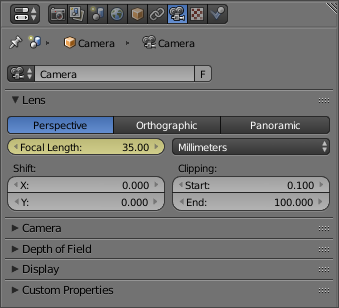 Camera Camera
Camera F
Lens
Perspective Orthographic Panoramic
Focal Length: 35.00 Millimeters
Shift: Clipping:
X: 0.000 Start: 0.100
Y: 0.000 End: 100.000
Camera
Depth of Field
Display
Custom Properties